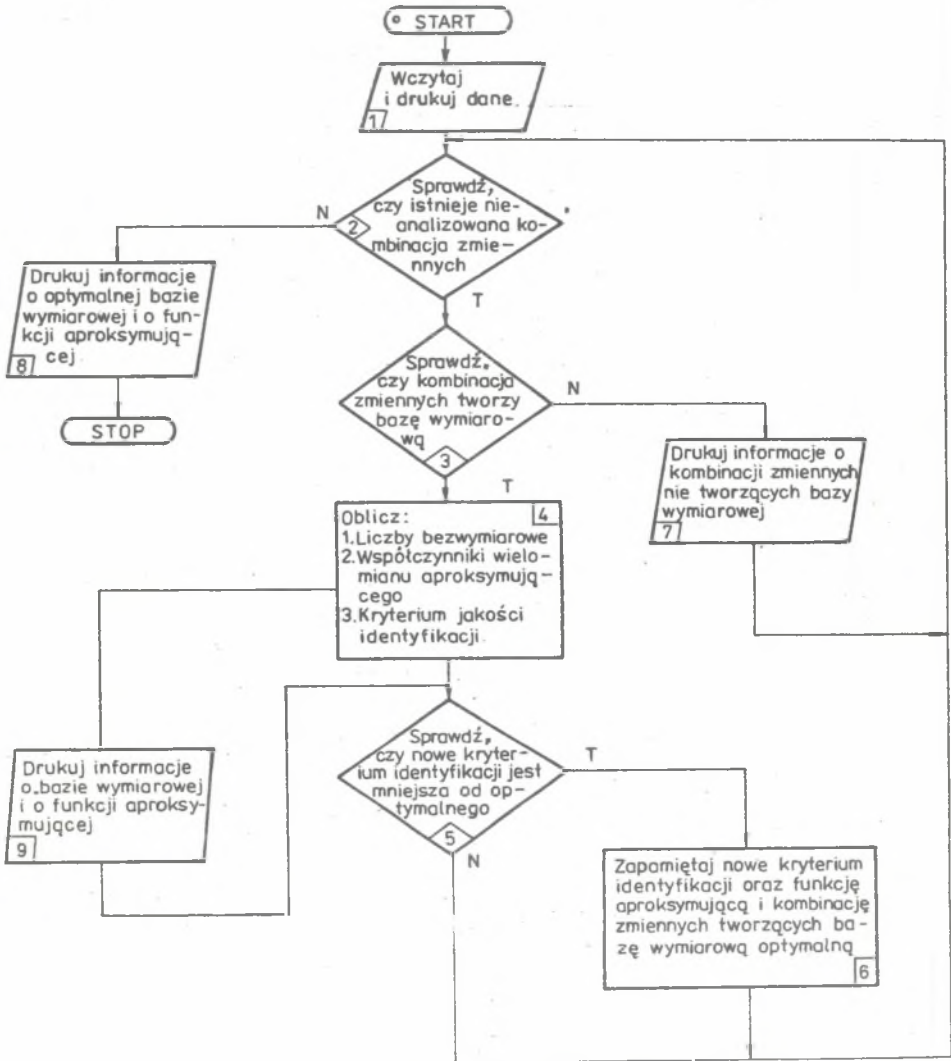 START
Wczytaj
i drukuj dane
1
Sprawdź,
czy istnieje nie-
analizowana ko-
mbinacja zmien-
nych
2
N
T
Drukuj informacje
o optymalnej bazie
wymiarowej i o fun-
kcji aproksymują-
cej
8
STOP
Sprawdź,
czy kombinacja
zmiennych tworzy
bazę wymiaro-
wą
3
N
T
Drukuj informacje o
kombinacji zmiennych
nie tworzących bazy
wymiarowej
7
Oblicz:
4
1.Liczby bezwymiarowe
2.Współczynniki wielo-
mianu aproksymują-
cego
3.Kryterium jakości
identyfikacji.
Sprawdź,
czy nowe kryter-
ium identyfikacji jest
mniejsza od op-
tymalnego
5
T
N
Drukuj informacje
o bazie wymiarowej
i o funkcji aproksy-
mującej
9
Zapamiętaj nowe kryterium
identyfikacji oraz funkcję
aproksymującą i kombinację
zmiennych tworzących ba-
zę wymiarową optymalną
6